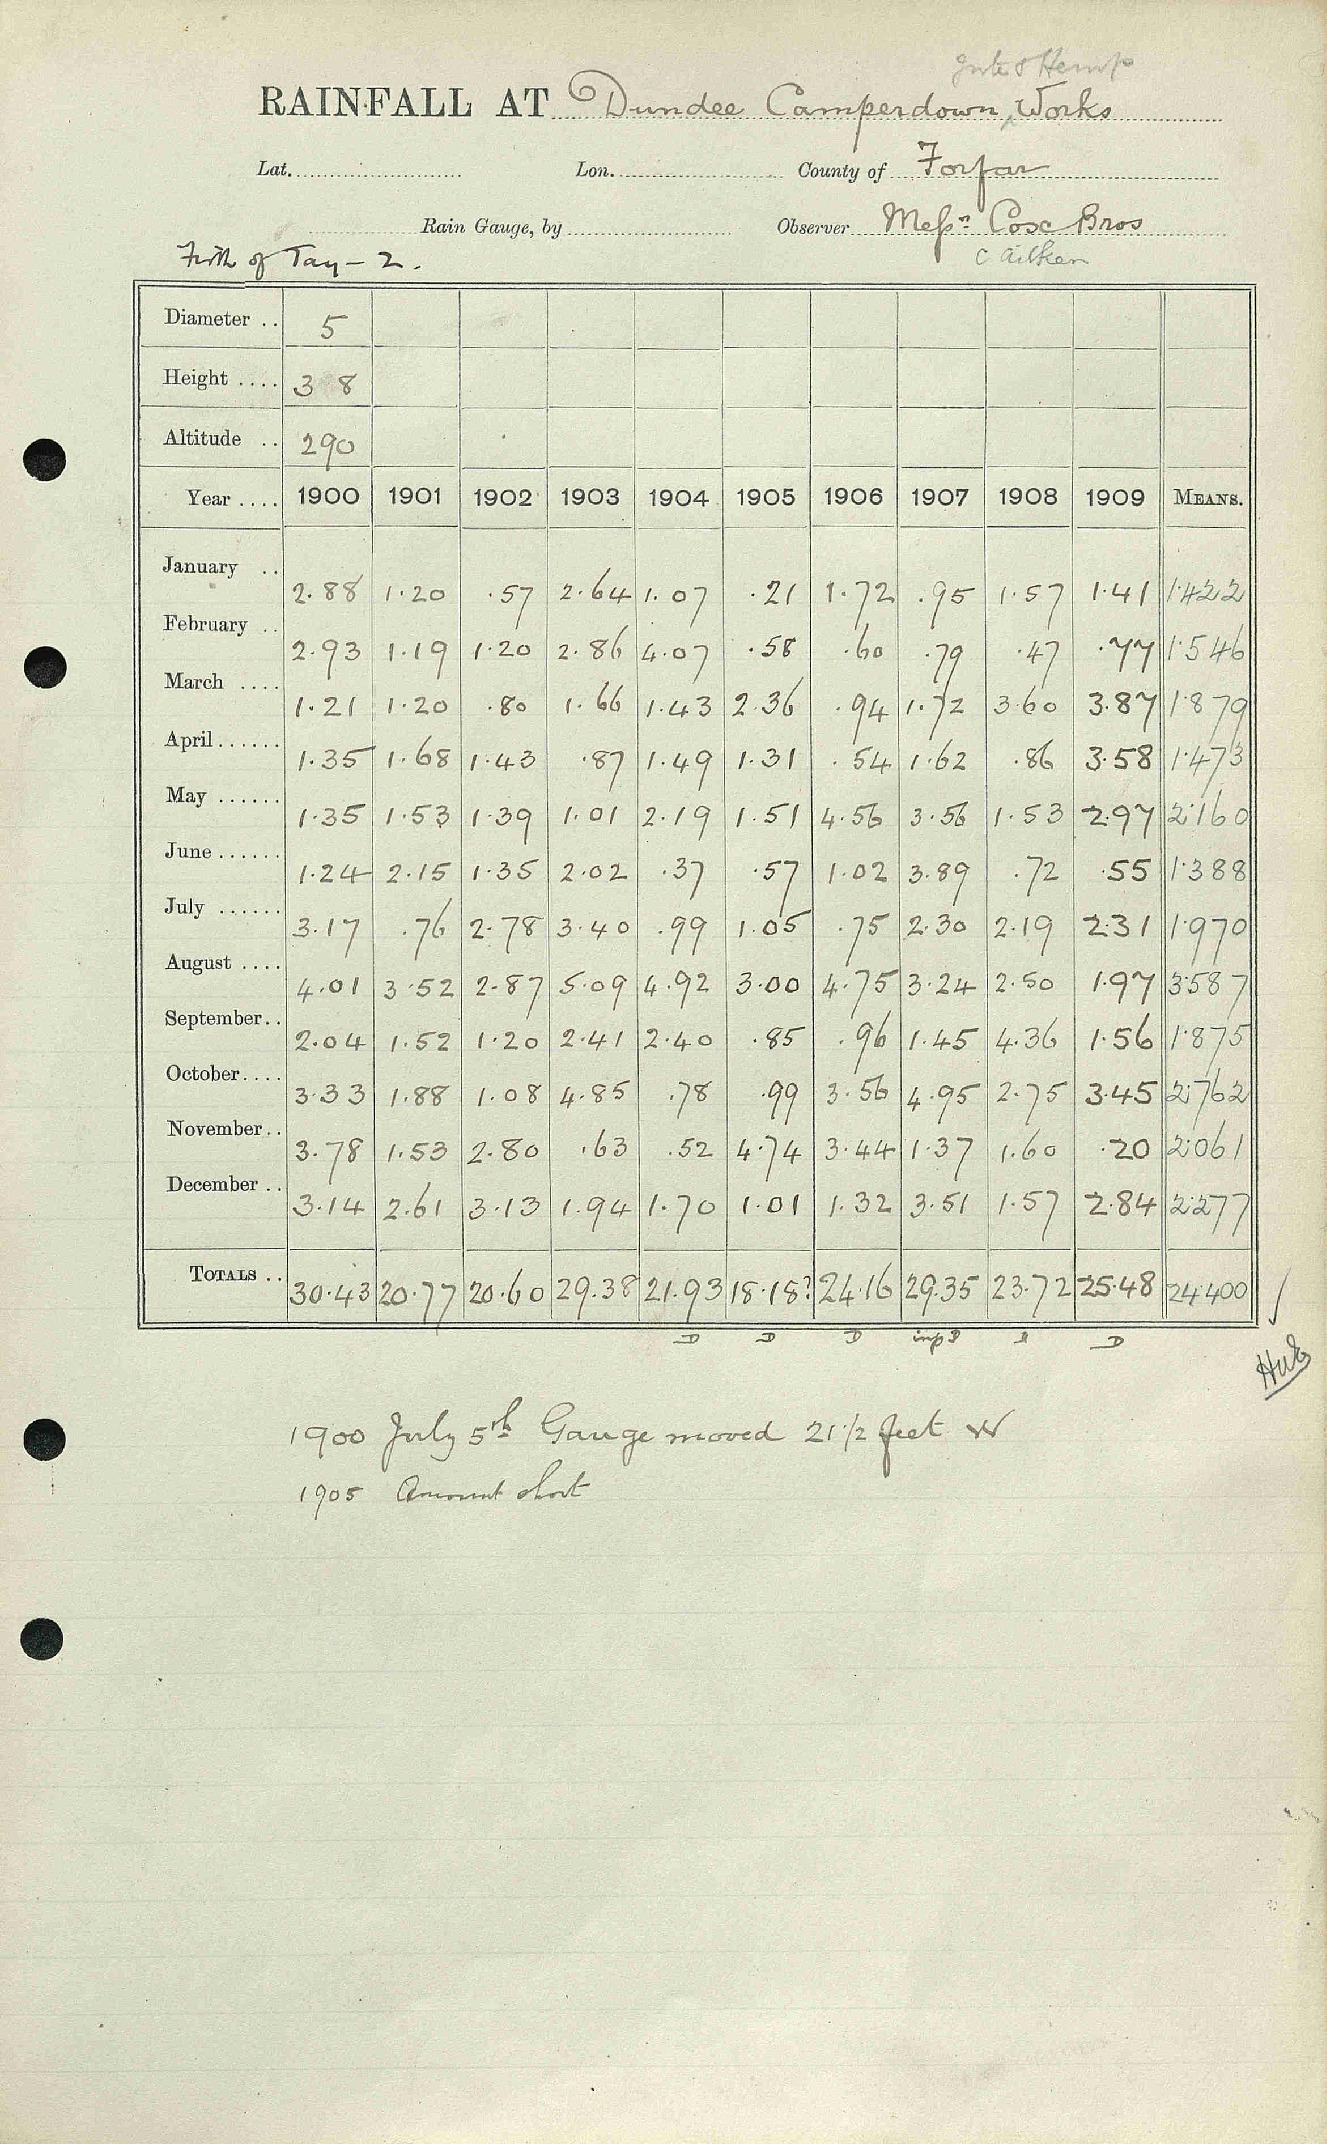 Jute & Hemp
RAINFALL AT Dundee Camperdown Works
Lat. Lon. County of Forfar
Rain Gauge, by Observer Messrs Cox Bros
Firth of Tay - 2. C Aitken
Diameter .. 5
Height .... 3 8
Altitude .. 290
Year .... 1900 1901 1902 1903 1904 1905 1906 1907 1908 1909 MEANS.
January .. 2.88 1.20 .57 2.64 1.07 .21 1.72 .95 1.57 1.41 1.422
February .. 2.93 1.19 1.20 2.86 4.07 .58 .60 .79 .47 .77 1.546
March .... 1.21 1.20 .80 1.66 1.43 2.36 .94 1.72 3.60 3.87 1.879
April...... 1.35 1.68 1.43 .87 1.49 1.31 .54 1.62 .86 3.58 1.473
May ...... 1.35 1.53 1.39 1.01 2.19 1.51 4.56 3.56 1.53 2.97 2.160
June...... 1.24 2.15 1.35 2.02 .37 .57 1.02 3.89 .72 .55 1.388
July ...... 3.17 .76 2.78 3.40 .99 1.05 .75 2.30 2.19 2.31 1.970
August .... 4.01 3.52 2.87 5.09 4.92 3.00 4.75 3.24 2.50 1.97 3.587
September.. 2.04 1.52 1.20 2.41 2.40 .85 .96 1.45 4.36 1.56 1.875
October.... 3.33 1.88 1.08 4.85 .78 .99 3.56 4.95 2.75 3.45 2.762
November.. 3.78 1.53 2.80 .63 .52 4.74 3.44 1.37 1.60 .20 2.061
December .. 3.14 2.61 3.13 1.94 1.70 1.01 1.32 3.51 1.57 2.84 2.277
TOTALS .. 30.43 20.77 20.60 29.38 21.93 18.18? 24.16 29.35 23.72 25.48 24.400
D D D D
1900 July 5th Gauge moved 21 1/2 feet W
1905 Amount short